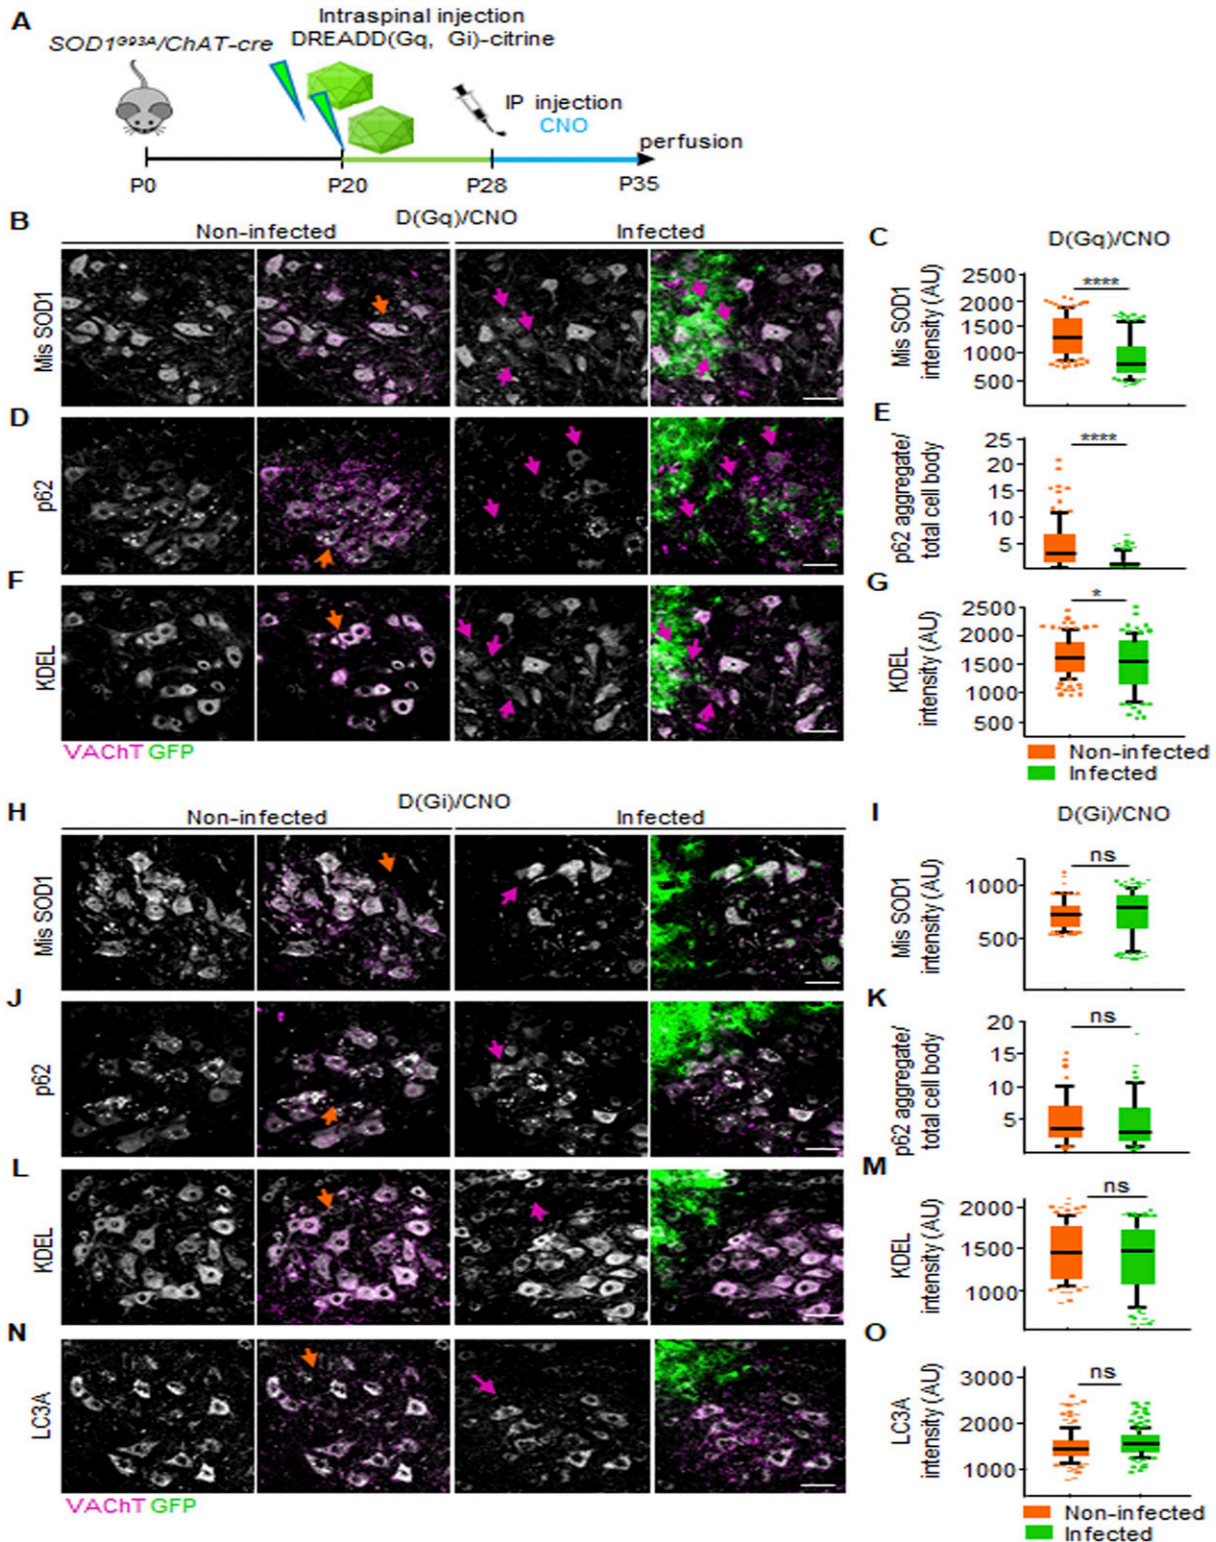 A
Intraspinal injection
DREADD(Gq, Gi)-citrine
SOD1G93A/ChAT-cre
IP injection
CNO
perfusion
P0
P20
P28
P35
B
D(Gq)/CNO
Non-infected
Infected
Mis SOD1
C
D(Gq)/CNO
Mis SOD1
intensity (AU)
2500
2000
1500
1000
500
****
D
p62
E
p62 aggregate/
total cell body
25
20
15
10
5
****
F
KDEL
G
KDEL
intensity (AU)
2500
2000
1500
1000
500
*
VAChT GFP
Non-infected
Infected
H
D(Gi)/CNO
Non-infected
Infected
Mis SOD1
I
D(Gi)/CNO
Mis SOD1
intensity (AU)
1000
500
ns
J
p62
K
p62 aggregate/
total cell body
20
15
10
5
ns
L
KDEL
M
KDEL
intensity (AU)
2000
1500
1000
ns
N
LC3A
O
LC3A
intensity (AU)
3000
2000
1000
ns
VAChT GFP
Non-infected
Infected